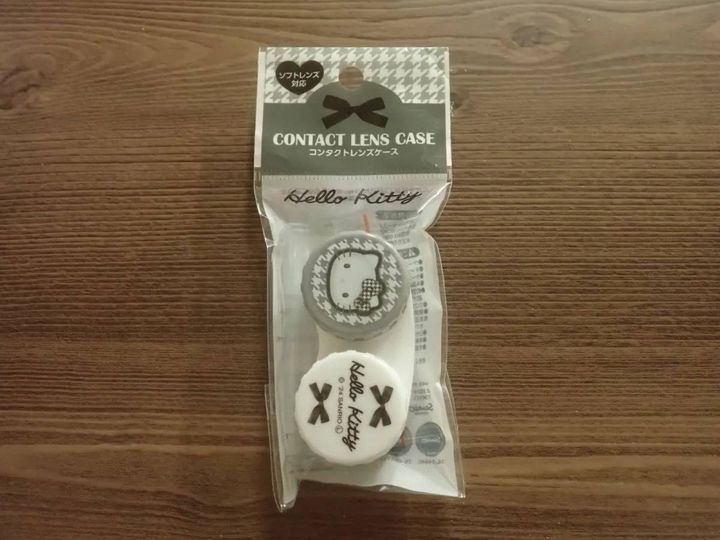 ソフトレンズ
対応
CONTACT LENS CASE
コンタクトレンズケース
Hello Kitty
Hello Kitty
© '24 SANRIO Ⓛ